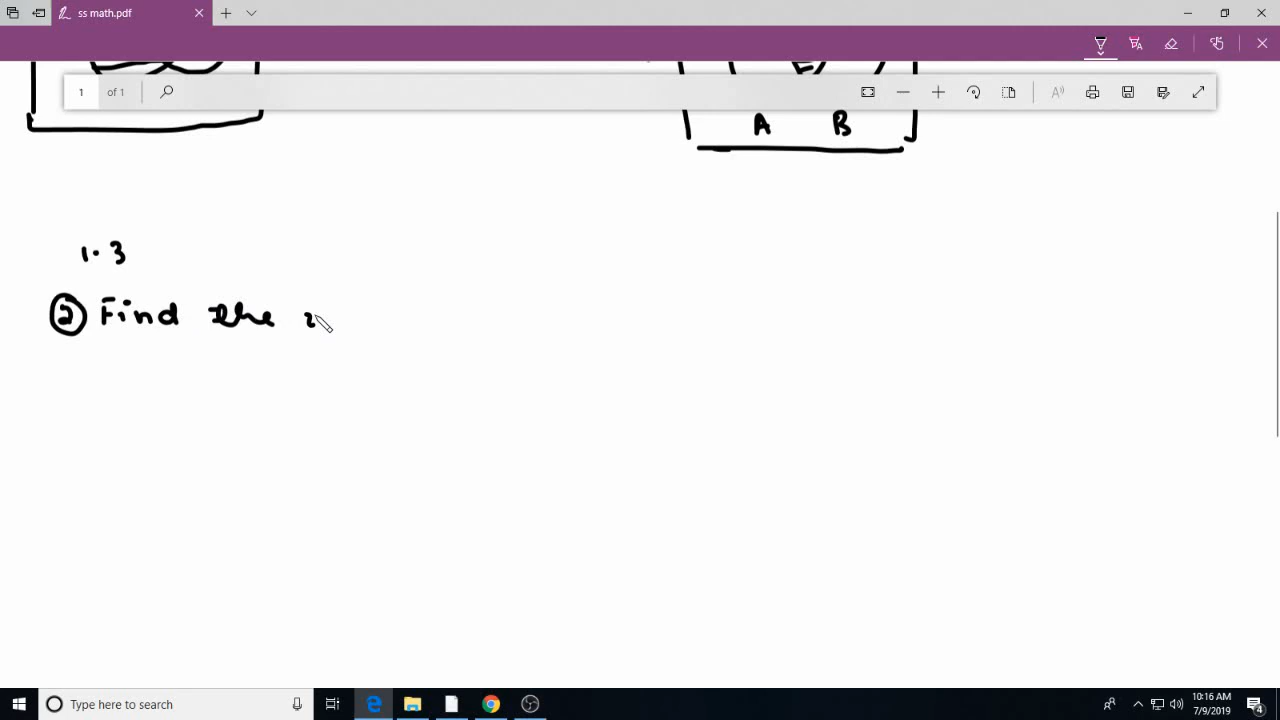 ss math.pdf
1 of 1
A B
1.3
② Find the
Type here to search
10:16 AM
7/9/2019
4